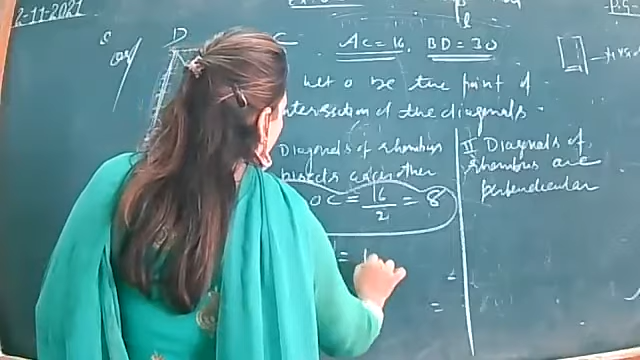 2-11-2021
D C AC = 16, BD = 30
Let O be the point of
intersection of the diagonals.
Diagonals of rhombus
bisects each other
OC = 16/2 = 8
=
II Diagonals of
rhombus are
perpendicular
=